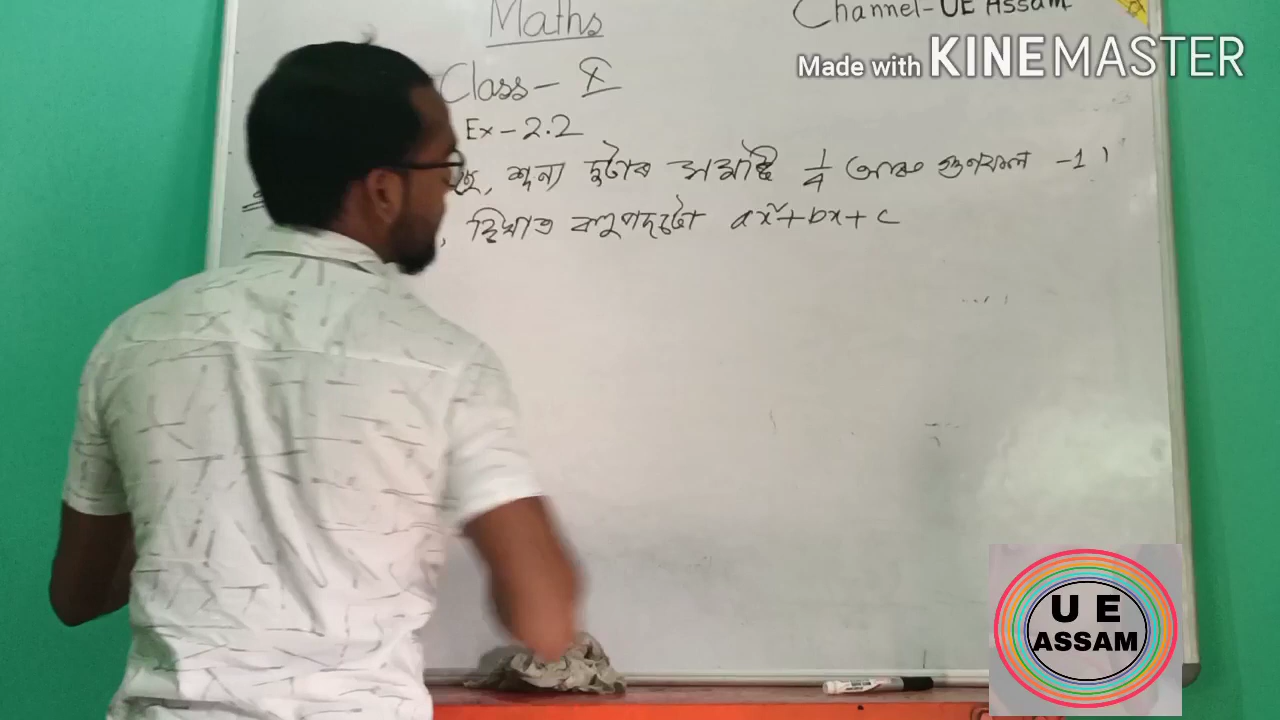 Maths
Channel- UE Assam
Made with KINEMASTER
Class- X
Ex - 2.2
শূন্য দুটাৰ সমষ্টি 1/4 আৰু গুণফল -1।
, দ্বিঘাত বহুপদটো ax²+bx+c
U E
ASSAM